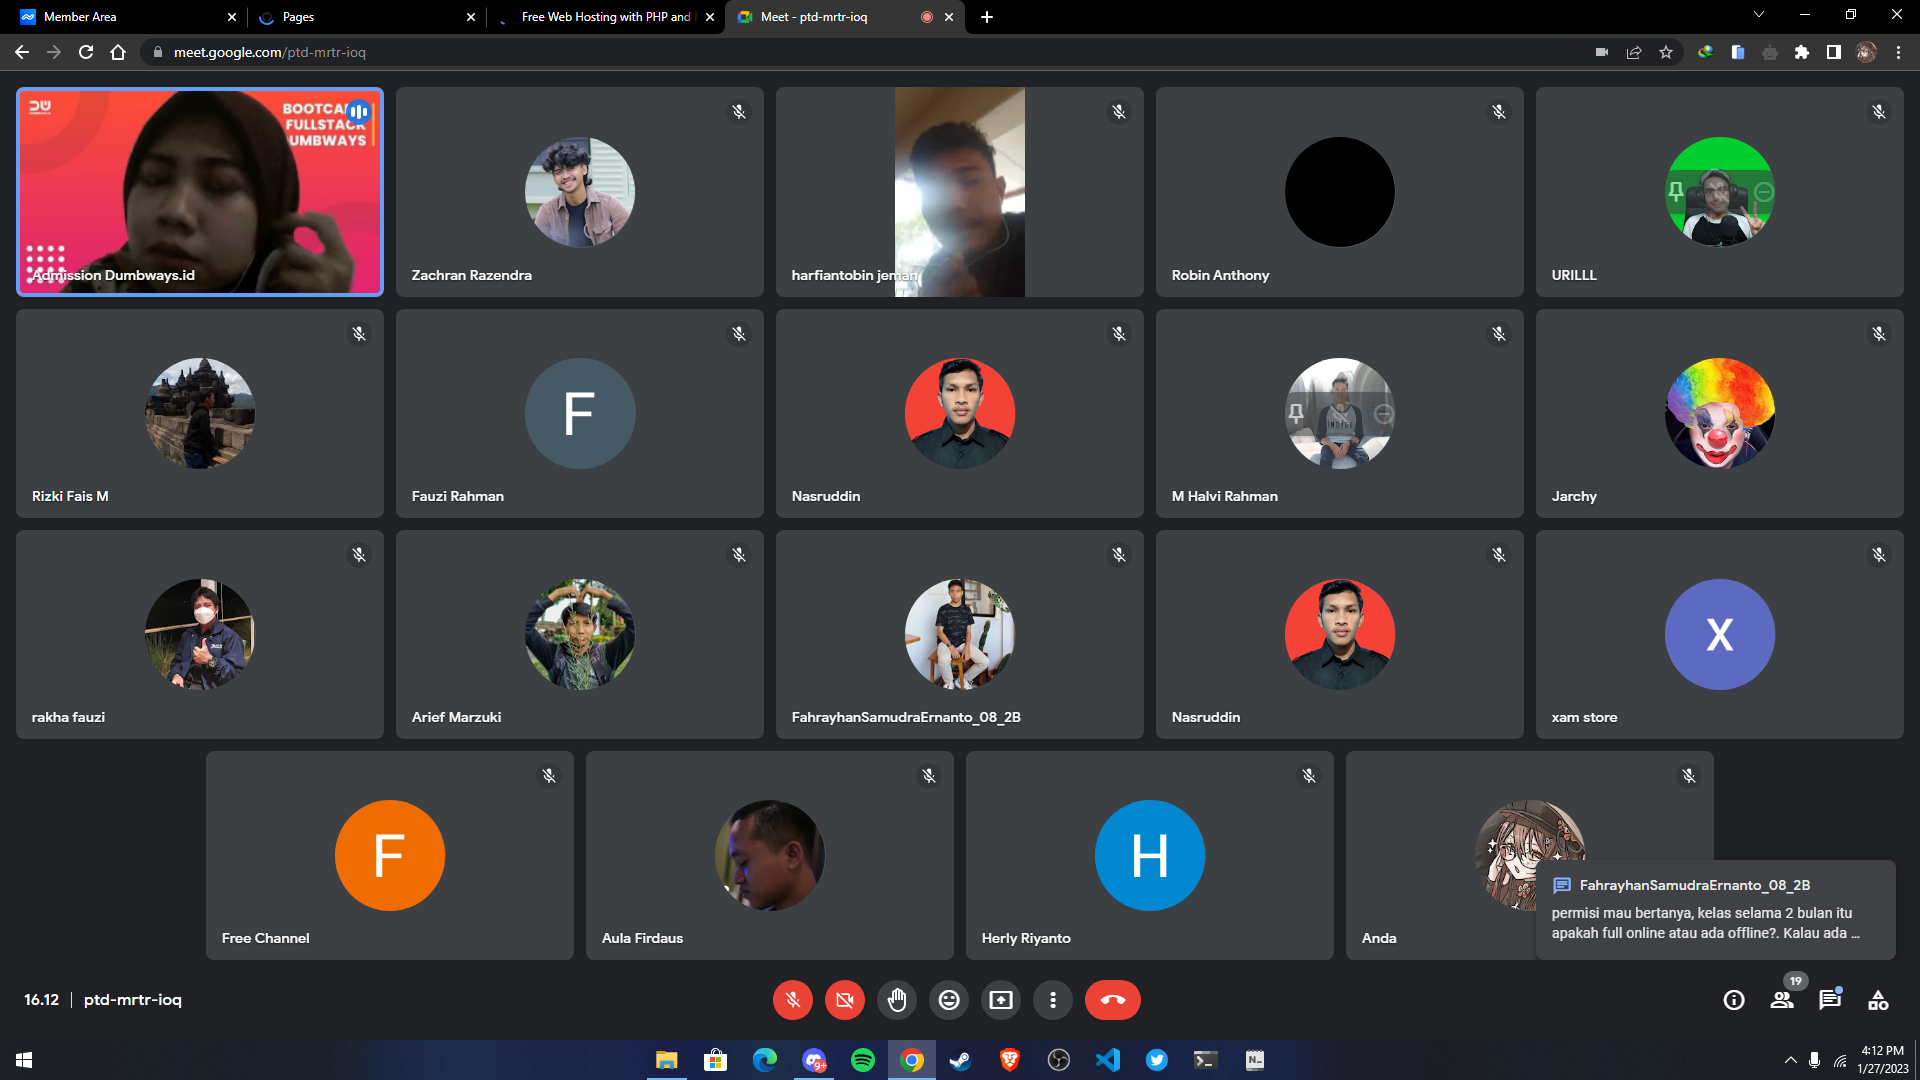 Member Area
Pages
Free Web Hosting with PHP and
Meet - ptd-mrtr-ioq
meet.google.com/ptd-mrtr-ioq
BOOTCAM
FULLSTACK
UMBWAYS
Admission Dumbways.id
Zachran Razendra
harfiantobin jeman
Robin Anthony
URILLL
Rizki Fais M
F
Fauzi Rahman
Nasruddin
M Halvi Rahman
Jarchy
rakha fauzi
Arief Marzuki
FahrayhanSamudraErnanto_08_2B
Nasruddin
X
xam store
F
Free Channel
Aula Firdaus
H
Herly Riyanto
Anda
FahrayhanSamudraErnanto_08_2B
permisi mau bertanya, kelas selama 2 bulan itu
apakah full online atau ada offline?. Kalau ada ...
16.12 | ptd-mrtr-ioq
19
9+
N_
4:12 PM
1/27/2023